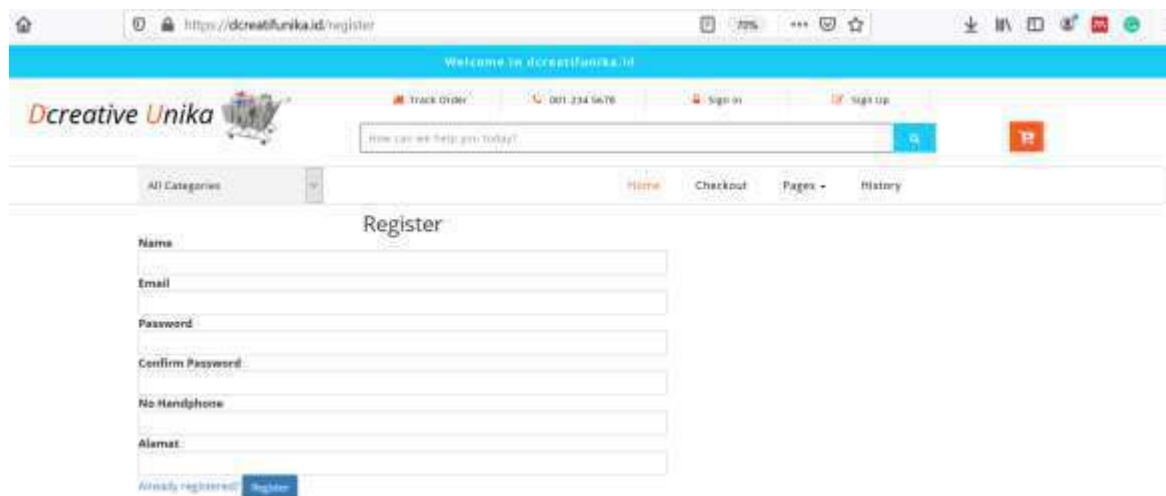 https://dcreatifunika.id/register
70%
Welcome in dcreatifunika.id
Dcreative Unika
Track Order
001 234 5678
Sign in
Sign Up
How can we help you today?
All Categories
Home
Checkout
Pages
History
Register
Name
Email
Password
Confirm Password
No Handphone
Alamat
Already registered? Register